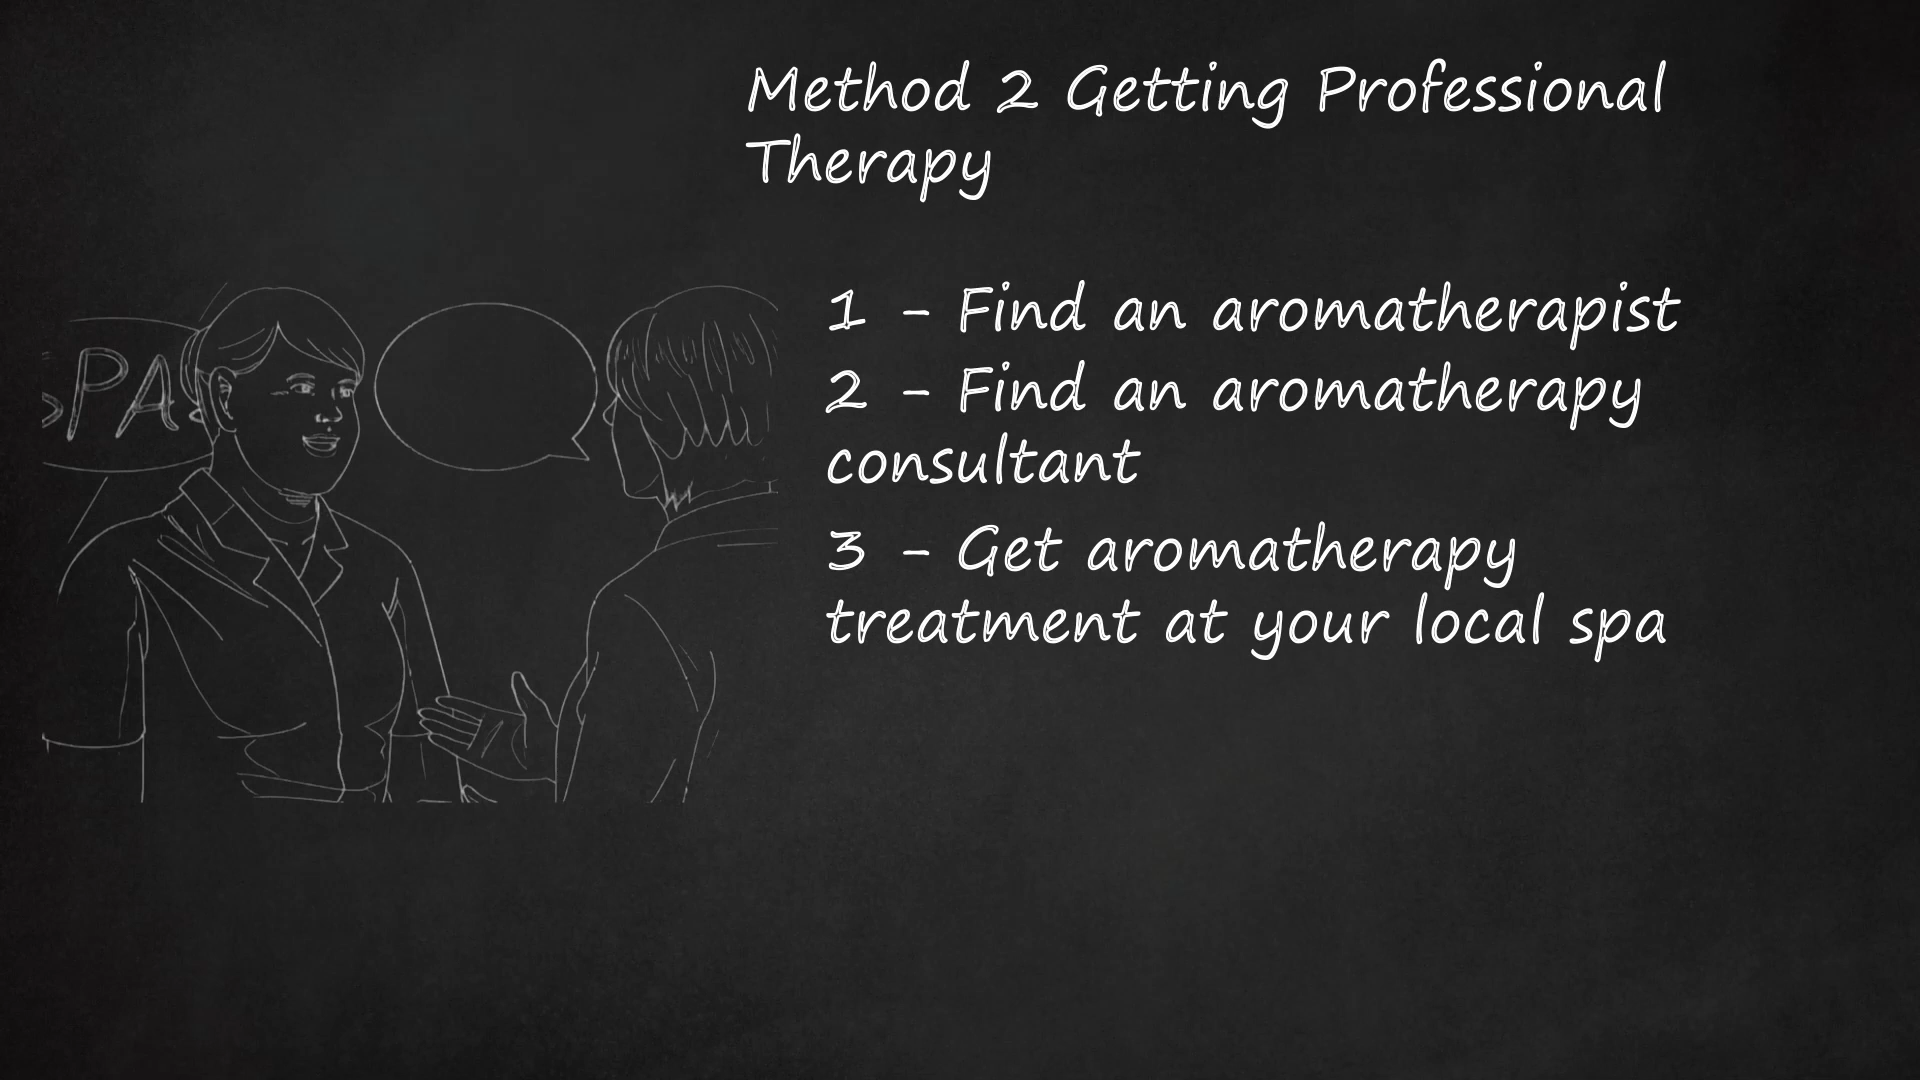 Method 2 Getting Professional
Therapy
PA
1 - Find an aromatherapist
2 - Find an aromatherapy
consultant
3 - Get aromatherapy
treatment at your local spa